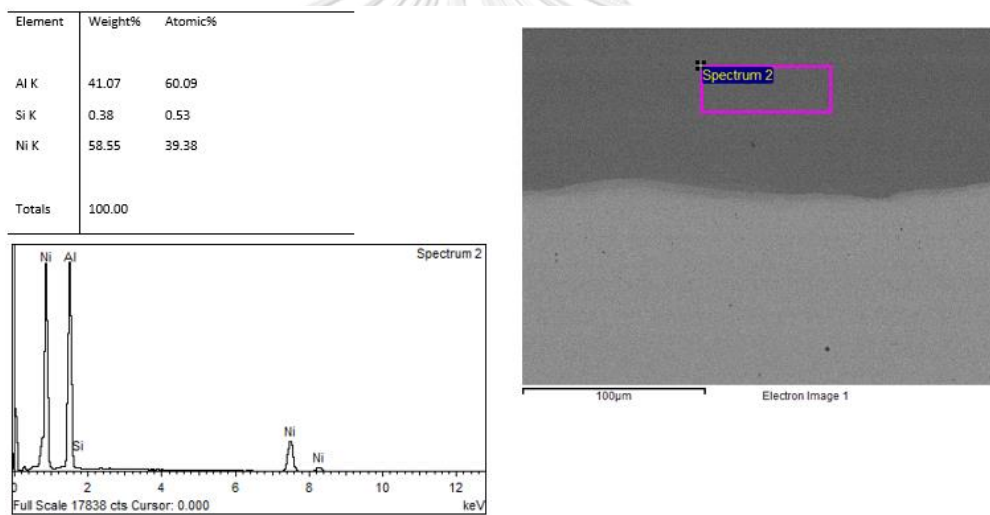 Element Weight% Atomic%
Al K 41.07 60.09
Si K 0.38 0.53
Ni K 58.55 39.38
Totals 100.00
Spectrum 2
Ni Al
Si
Ni
Ni
0 2 4 6 8 10 12
Full Scale 17838 cts Cursor: 0.000 keV
Spectrum 2
100µm Electron Image 1